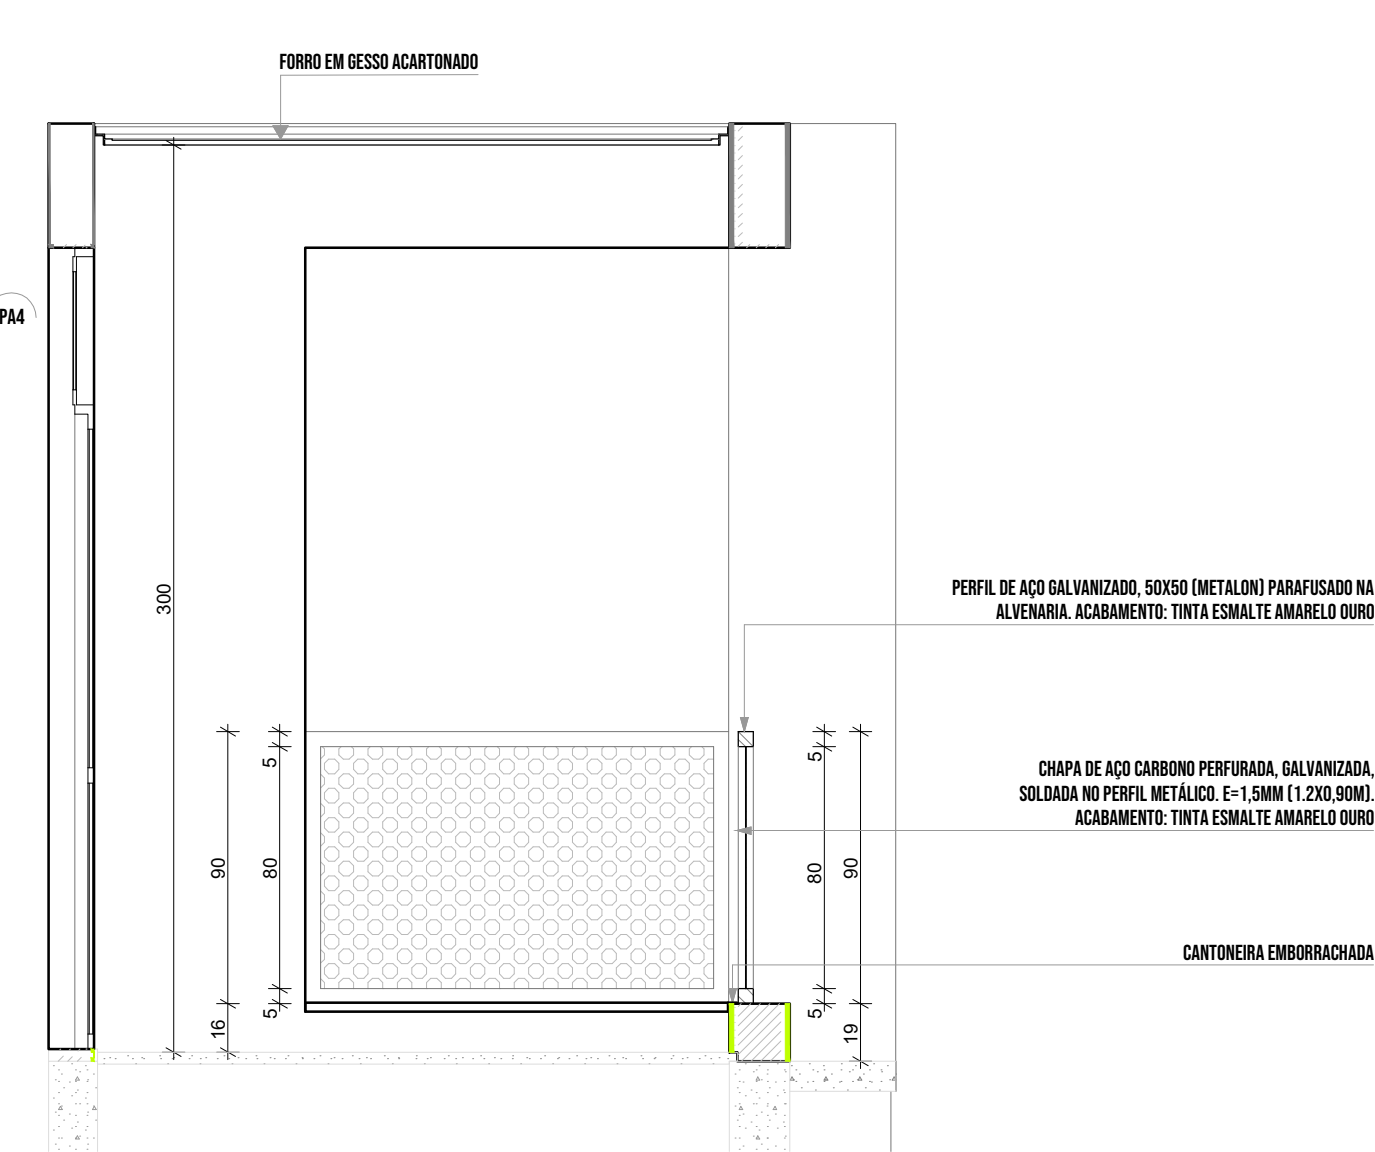 FORRO EM GESSO ACARTONADO
PA4
300
PERFIL DE AÇO GALVANIZADO, 50X50 (METALON) PARAFUSADO NA
ALVENARIA. ACABAMENTO: TINTA ESMALTE AMARELO OURO
5
5
CHAPA DE AÇO CARBONO PERFURADA, GALVANIZADA,
SOLDADA NO PERFIL METÁLICO. E=1,5MM (1.2X0,90M).
ACABAMENTO: TINTA ESMALTE AMARELO OURO
90
80
80
90
CANTONEIRA EMBORRACHADA
16
5
5
19